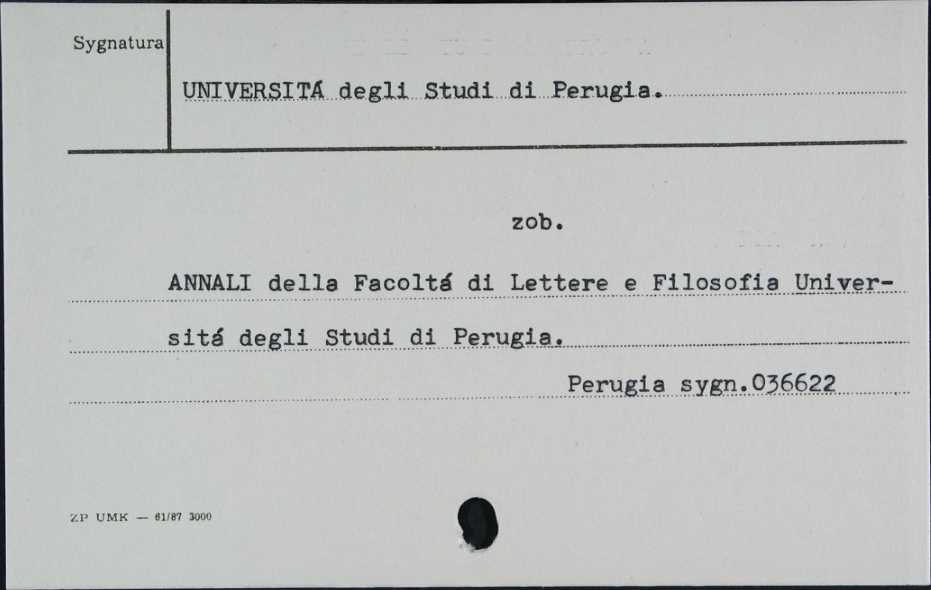 Sygnatura
UNIVERSITÁ degli Studi di Perugia.
zob.
ANNALI della Facoltá di Lettere e Filosofia Univer-
sitá degli Studi di Perugia.
Perugia sygn.036622
ZP UMK — 61/87 3000